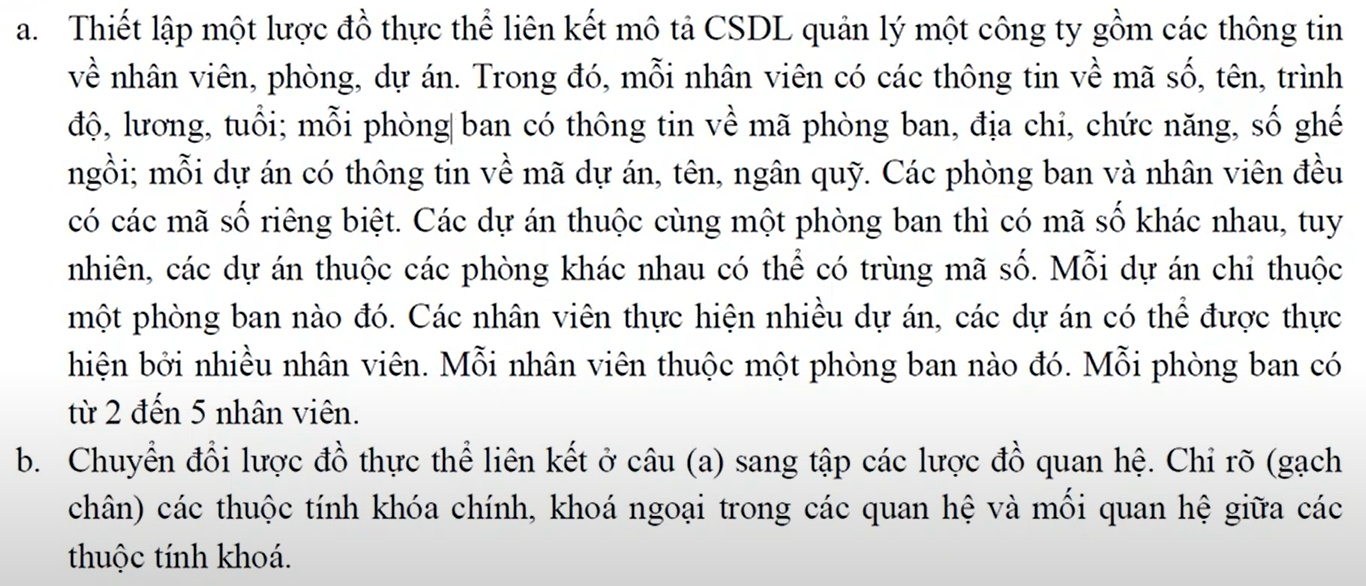 a. Thiết lập một lược đồ thực thể liên kết mô tả CSDL quản lý một công ty gồm các thông tin
về nhân viên, phòng, dự án. Trong đó, mỗi nhân viên có các thông tin về mã số, tên, trình
độ, lương, tuổi; mỗi phòng ban có thông tin về mã phòng ban, địa chỉ, chức năng, số ghế
ngồi; mỗi dự án có thông tin về mã dự án, tên, ngân quỹ. Các phòng ban và nhân viên đều
có các mã số riêng biệt. Các dự án thuộc cùng một phòng ban thì có mã số khác nhau, tuy
nhiên, các dự án thuộc các phòng khác nhau có thể có trùng mã số. Mỗi dự án chỉ thuộc
một phòng ban nào đó. Các nhân viên thực hiện nhiều dự án, các dự án có thể được thực
hiện bởi nhiều nhân viên. Mỗi nhân viên thuộc một phòng ban nào đó. Mỗi phòng ban có
từ 2 đến 5 nhân viên.
b. Chuyển đổi lược đồ thực thể liên kết ở câu (a) sang tập các lược đồ quan hệ. Chỉ rõ (gạch
chân) các thuộc tính khóa chính, khoá ngoại trong các quan hệ và mối quan hệ giữa các
thuộc tính khoá.